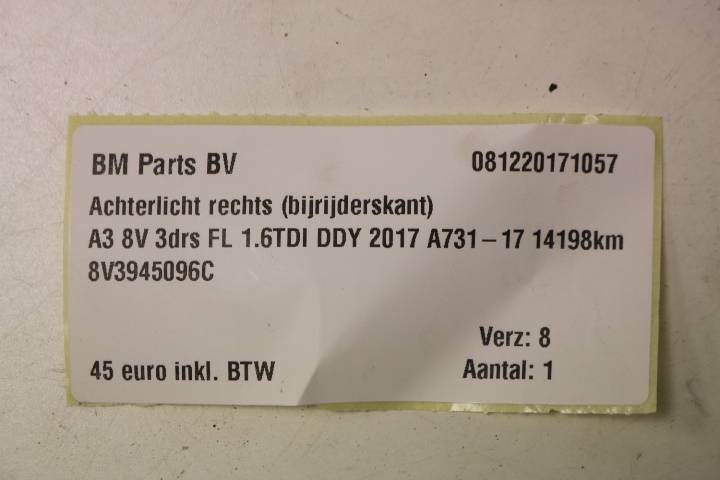 BM Parts BV 081220171057
Achterlicht rechts (bijrijderskant)
A3 8V 3drs FL 1.6TDI DDY 2017 A731-17 14198km
8V3945096C
Verz: 8
45 euro inkl. BTW Aantal: 1